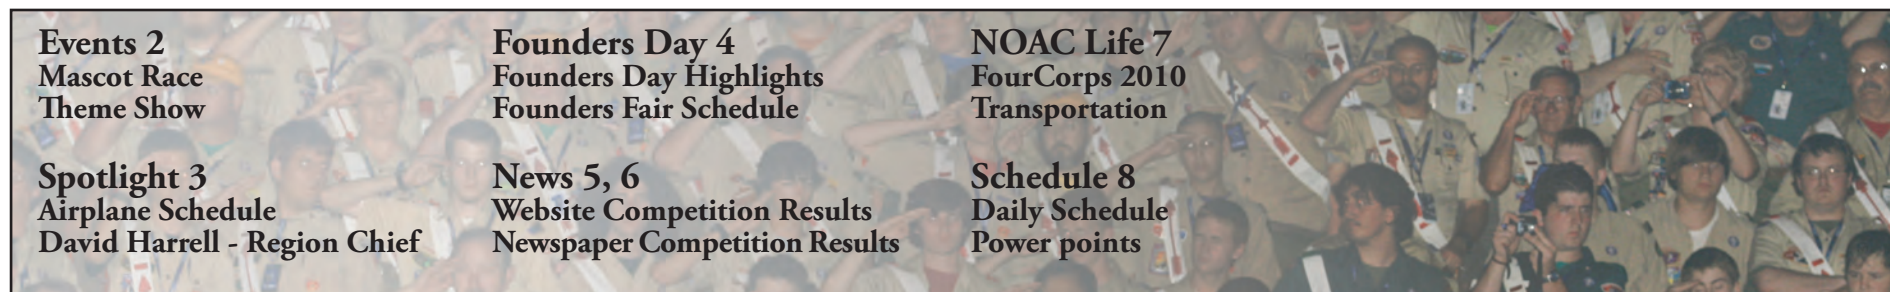 Events 2
Mascot Race
Theme Show
Spotlight 3
Airplane Schedule
David Harrell - Region Chief
Founders Day 4
Founders Day Highlights
Founders Fair Schedule
News 5, 6
Website Competition Results
Newspaper Competition Results
NOAC Life 7
FourCorps 2010
Transportation
Schedule 8
Daily Schedule
Power points